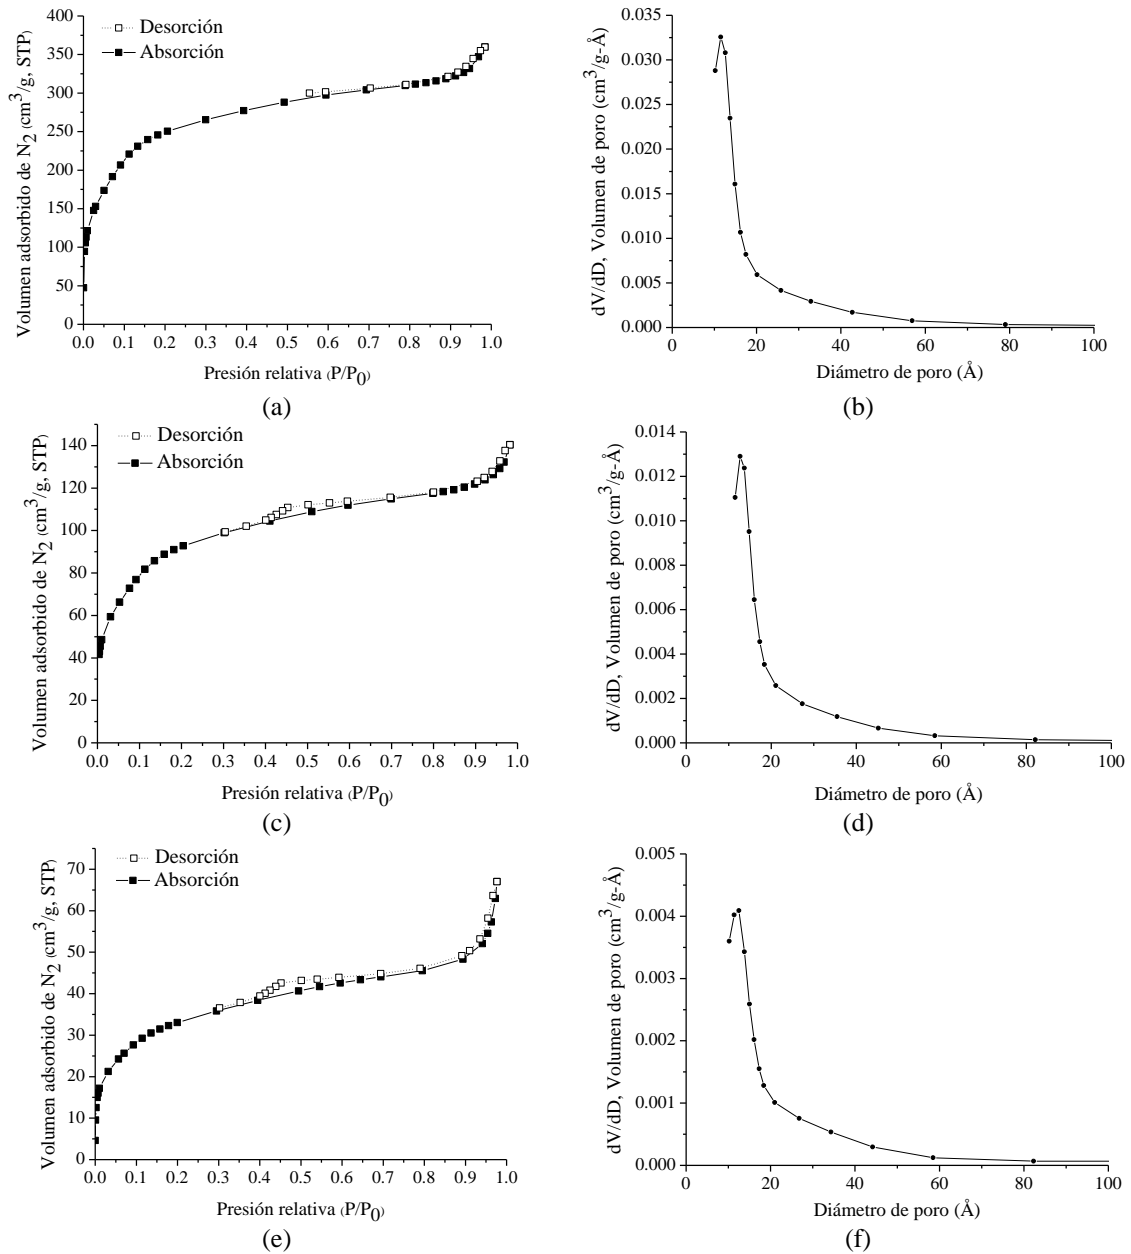 Volumen adsorbido de N2 (cm3/g, STP)
400
350
300
250
200
150
100
50
0
Desorción
Absorción
0.0 0.1 0.2 0.3 0.4 0.5 0.6 0.7 0.8 0.9 1.0
Presión relativa (P/P0)
(a)
dV/dD, Volumen de poro (cm3/g-Å)
0.035
0.030
0.025
0.020
0.015
0.010
0.005
0.000
0 20 40 60 80 100
Diámetro de poro (Å)
(b)
Volumen adsorbido de N2 (cm3/g, STP)
140
120
100
80
60
40
20
0
Desorción
Absorción
0.0 0.1 0.2 0.3 0.4 0.5 0.6 0.7 0.8 0.9 1.0
Presión relativa (P/P0)
(c)
dV/dD, Volumen de poro (cm3/g-Å)
0.014
0.012
0.010
0.008
0.006
0.004
0.002
0.000
0 20 40 60 80 100
Diámetro de poro (Å)
(d)
Volumen adsorbido de N2 (cm3/g, STP)
70
60
50
40
30
20
10
0
Desorción
Absorción
0.0 0.1 0.2 0.3 0.4 0.5 0.6 0.7 0.8 0.9 1.0
Presión relativa (P/P0)
(e)
dV/dD, Volumen de poro (cm3/g-Å)
0.005
0.004
0.003
0.002
0.001
0.000
0 20 40 60 80 100
Diámetro de poro (Å)
(f)